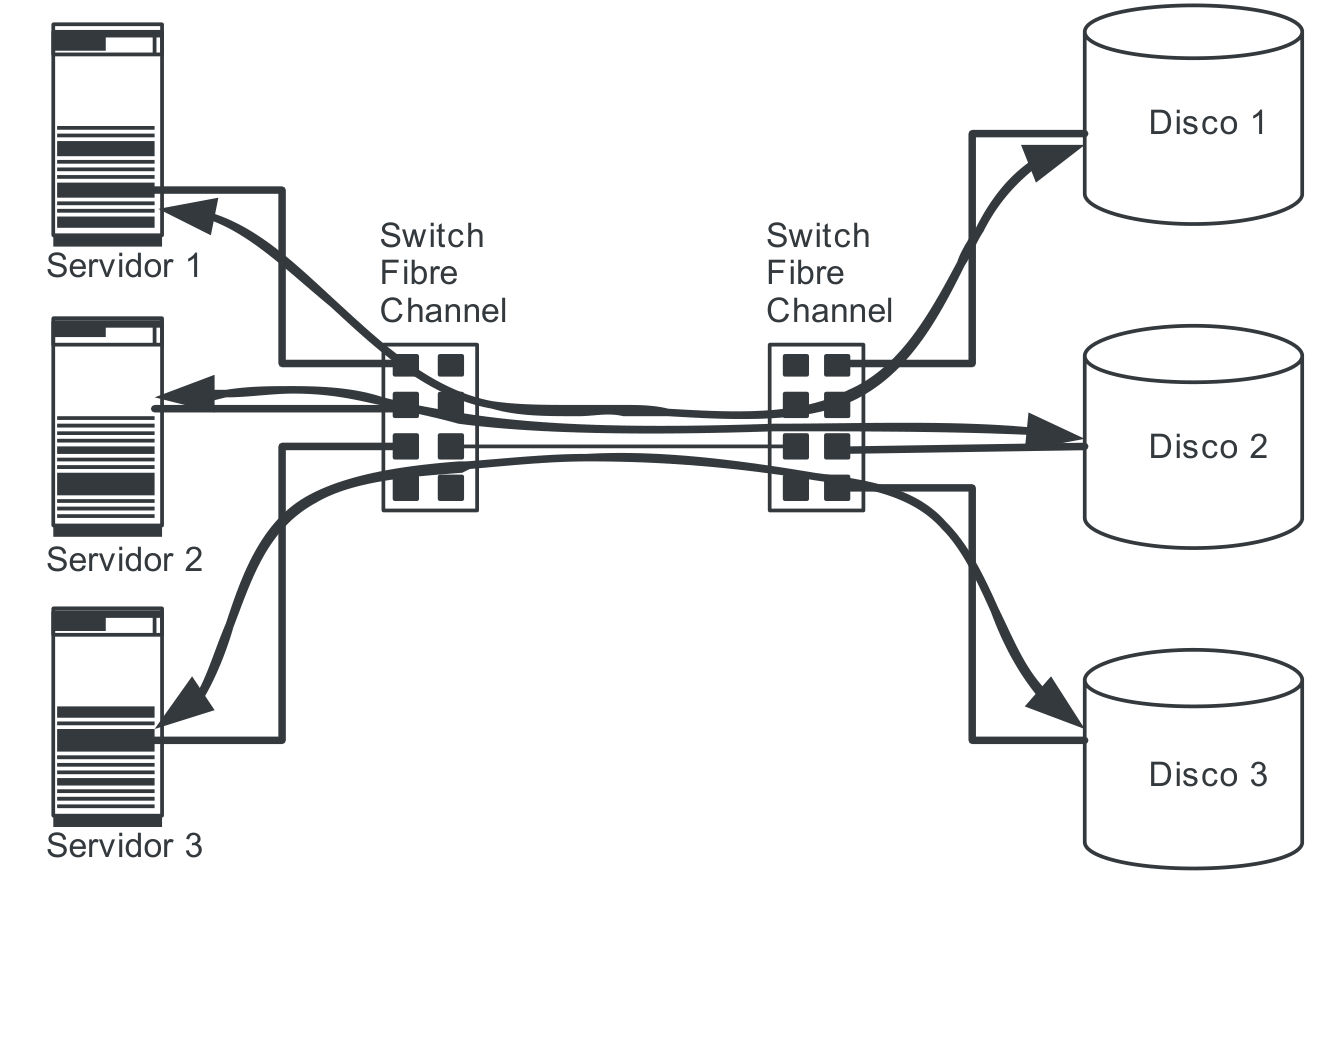 Disco 1
Switch
Fibre
Channel
Switch
Fibre
Channel
Servidor 1
Disco 2
Servidor 2
Disco 3
Servidor 3